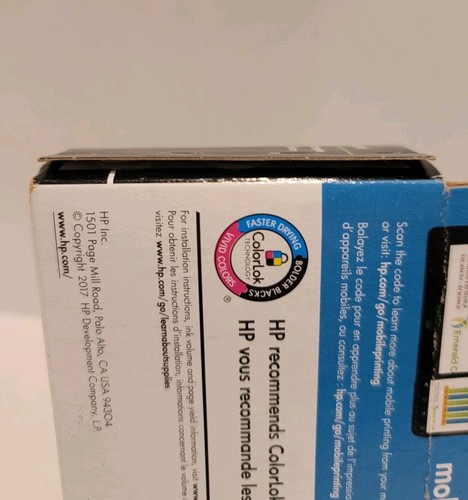 Scan the code to learn more about mobile printing from your m
or visit: hp.com/go/mobileprinting
Balayez le code pour en apprendre plus au sujet de l'impressio
d'appareils mobiles, ou consultez : hp.com/go/mobileprinting
Emerald C
mo
FASTER DRYING
BOLDER BLACKS
VIVID COLORS
ColorLok
TECHNOLOGY
®
HP recommends ColorLok
HP vous recommande les
For installation instructions, ink volume and page yield information, visit ww
Pour obtenir les instructions d'installation, informations concernant le volume
visitez www.hp.com/go/learnaboutsupplies
HP Inc.
1501 Page Mill Road, Palo Alto, CA USA 94304
© Copyright 2017 HP Development Company, L.P.
www.hp.com/